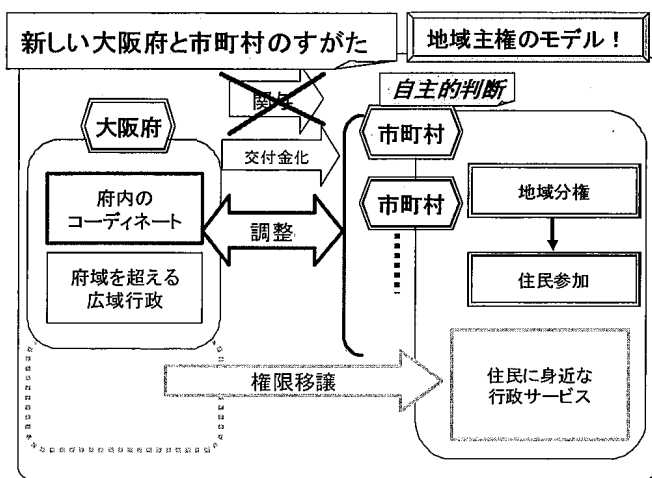 新しい大阪府と市町村のすがた
地域主権のモデル！
関与
自主的判断
大阪府
市町村
交付金化
府内の
コーディネート
調整
市町村
地域分権
府域を超える
広域行政
住民参加
権限移譲
住民に身近な
行政サービス